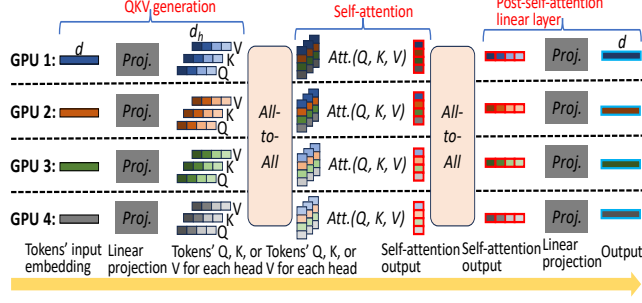 QKV generation
Self-attention
Post-self-attention
linear layer
d
d_h
d
GPU 1:
Proj.
V
K
Q
Att.(Q, K, V)
Proj.
GPU 2:
Proj.
V
K
Q
All-
to-
All
Att.(Q, K, V)
All-
to-
All
Proj.
GPU 3:
Proj.
V
K
Q
Att.(Q, K, V)
Proj.
GPU 4:
Proj.
V
K
Q
Att.(Q, K, V)
Proj.
Tokens' input
embedding
Linear
projection
Tokens' Q, K, or
V for each head
Tokens' Q, K, or
V for each head
Self-attention
output
Self-attention
output
Linear
projection
Output